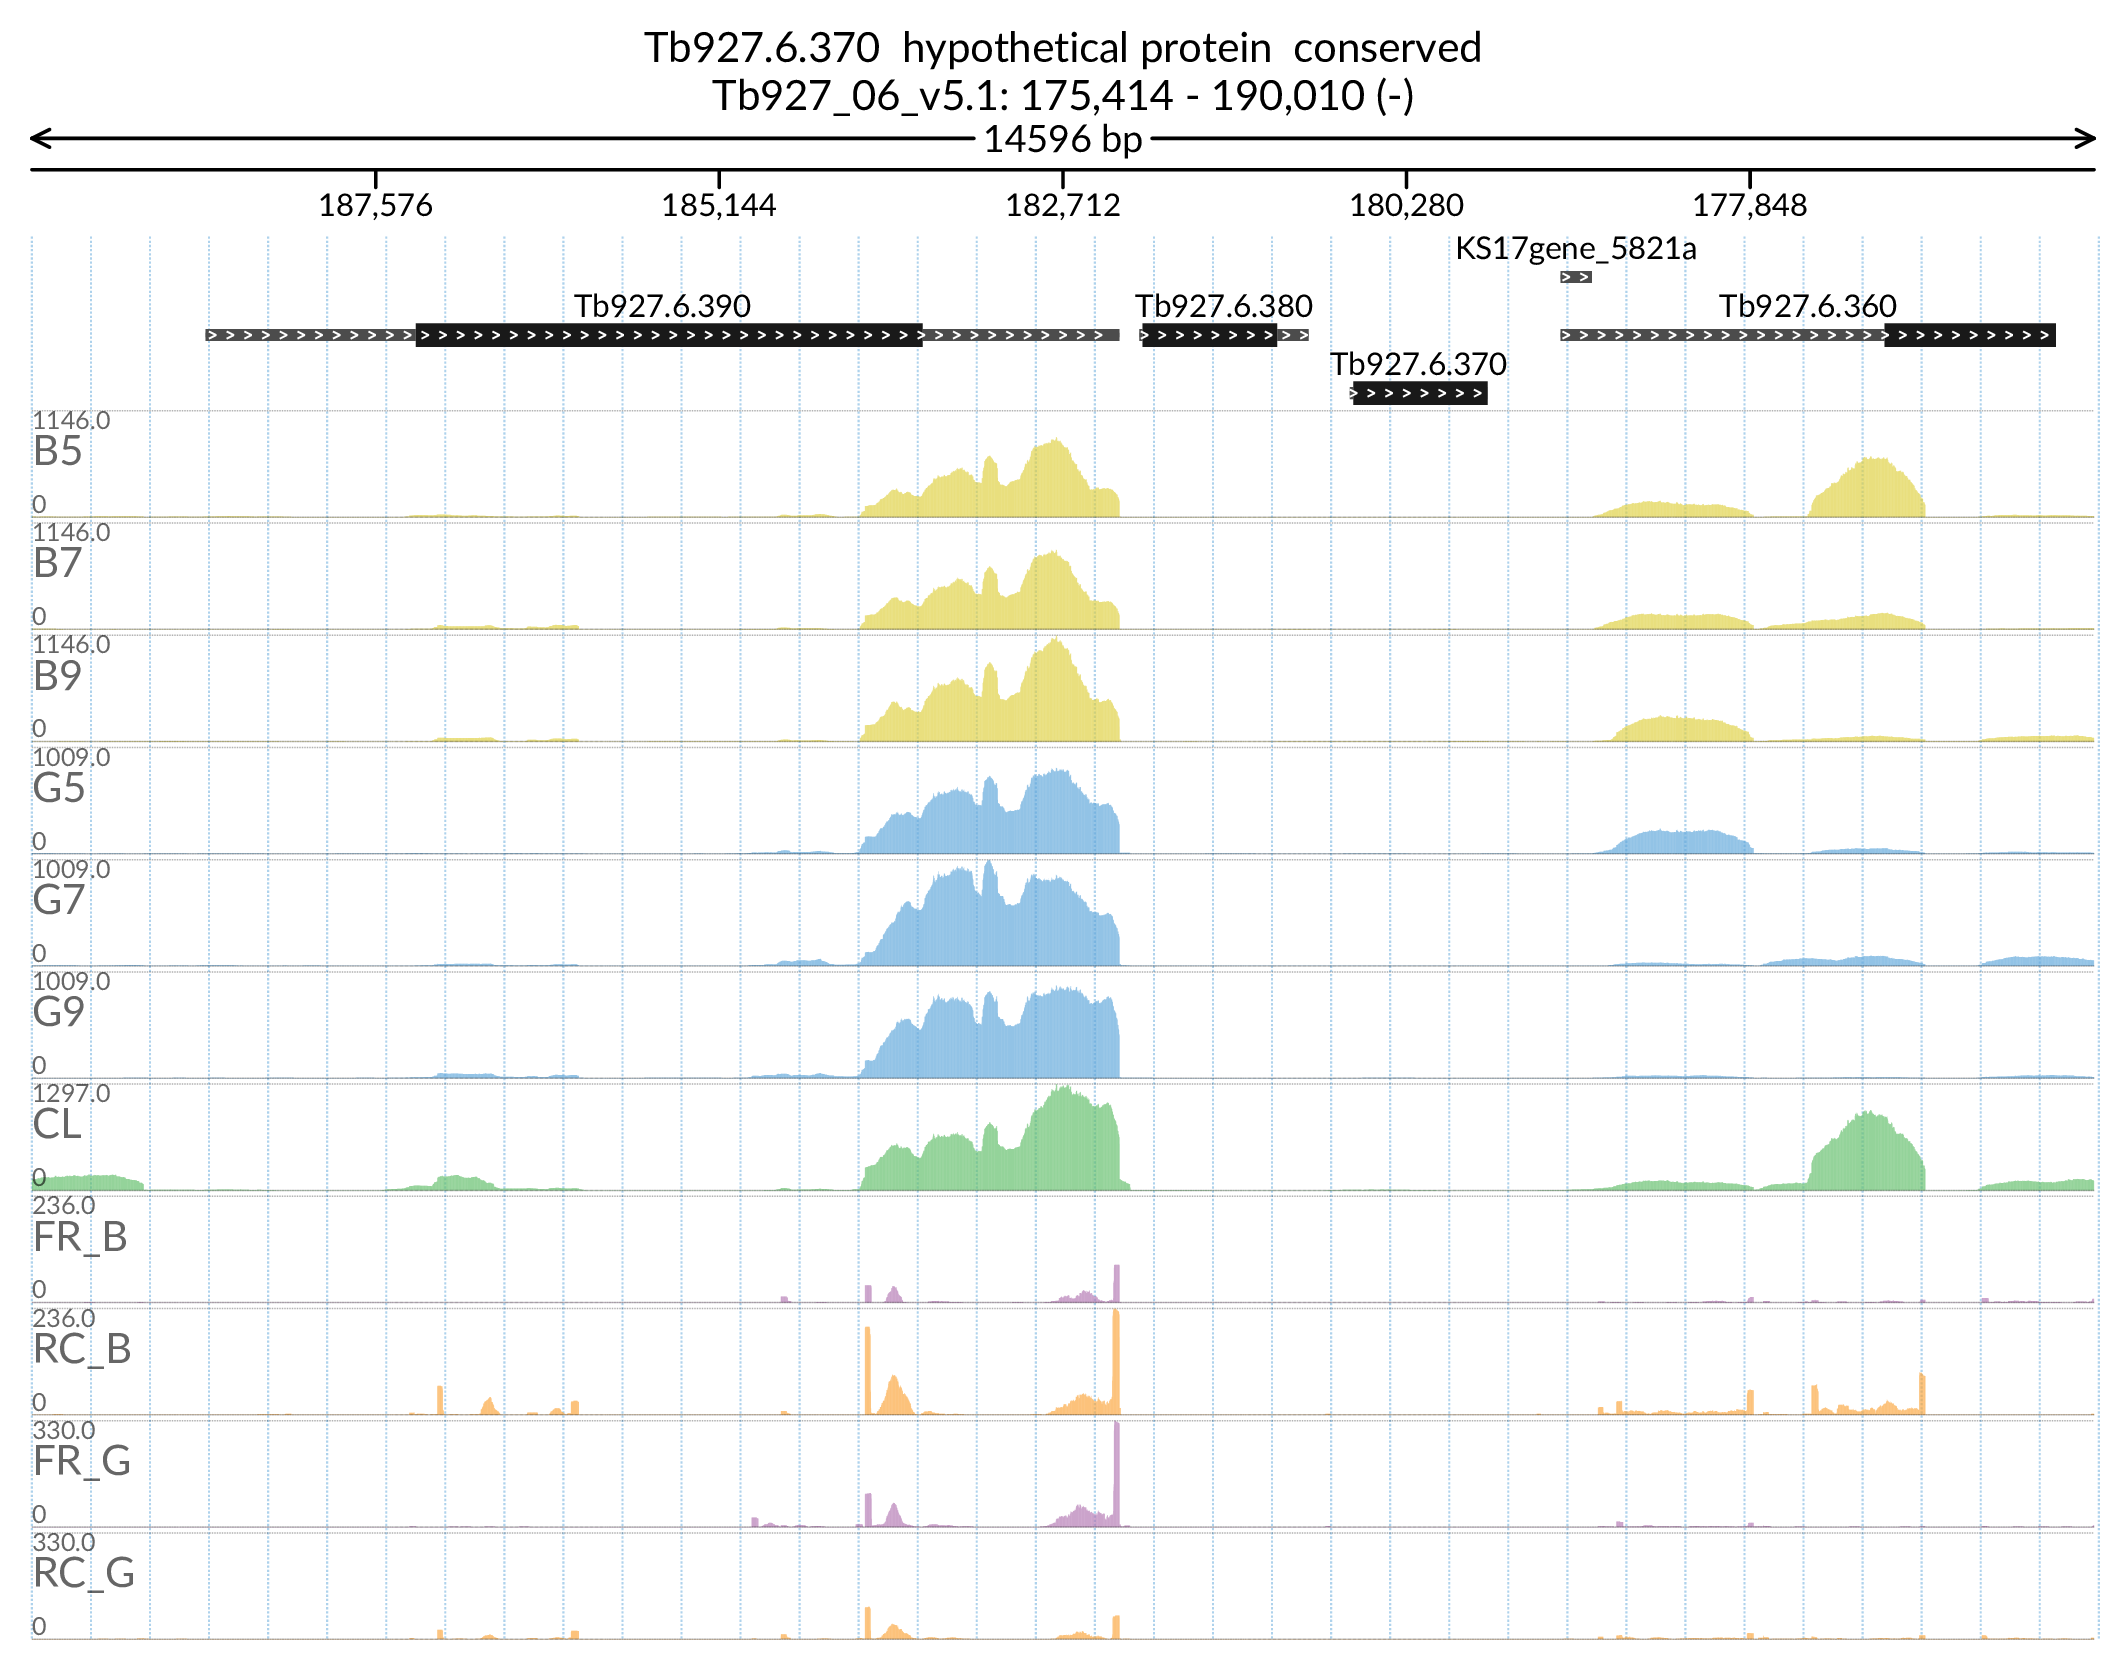 Tb927.6.370  hypothetical protein  conserved
Tb927_06_v5.1: 175,414 - 190,010 (-)
14596 bp
187,576 185,144 182,712 180,280 177,848
KS17gene_5821a
Tb927.6.390 Tb927.6.380 Tb927.6.360
Tb927.6.370
1146.0
B5
0
1146.0
B7
0
1146.0
B9
0
1009.0
G5
0
1009.0
G7
0
1009.0
G9
0
1297.0
CL
0
236.0
FR_B
0
236.0
RC_B
0
330.0
FR_G
0
330.0
RC_G
0